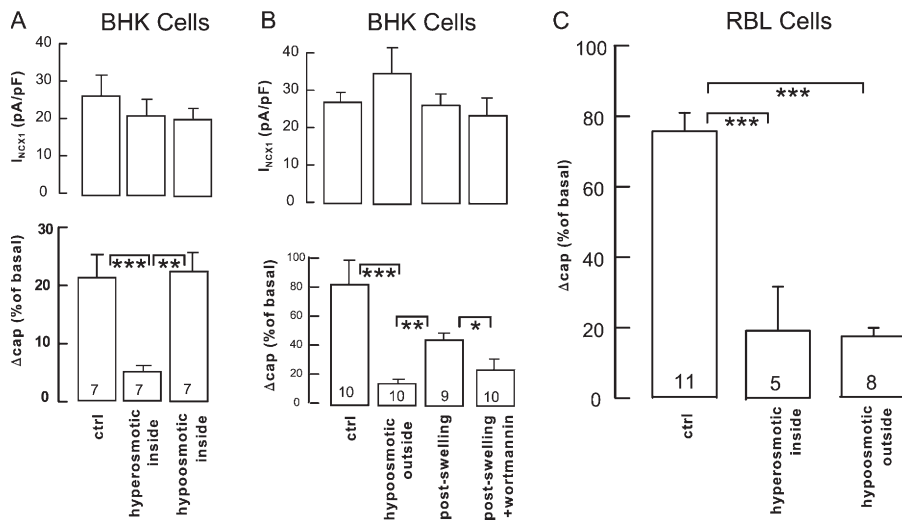 A
BHK Cells
I NCX1 (pA/pF)
40
30
20
10
0
Δcap (%of basal)
30
20
10
0
***
**
7
7
7
ctrl
hyperosmotic
inside
hypoosmotic
inside
B
BHK Cells
I NCX1 (pA/pF)
40
30
20
10
0
Δcap (%of basal)
100
80
60
40
20
0
***
**
*
10
10
9
10
ctrl
hypoosmotic
outside
post-swelling
post-swelling
+wortmannin
C
RBL Cells
Δcap (%of basal)
100
80
60
40
20
0
***
***
11
5
8
ctrl
hyperosmotic
inside
hypoosmotic
outside